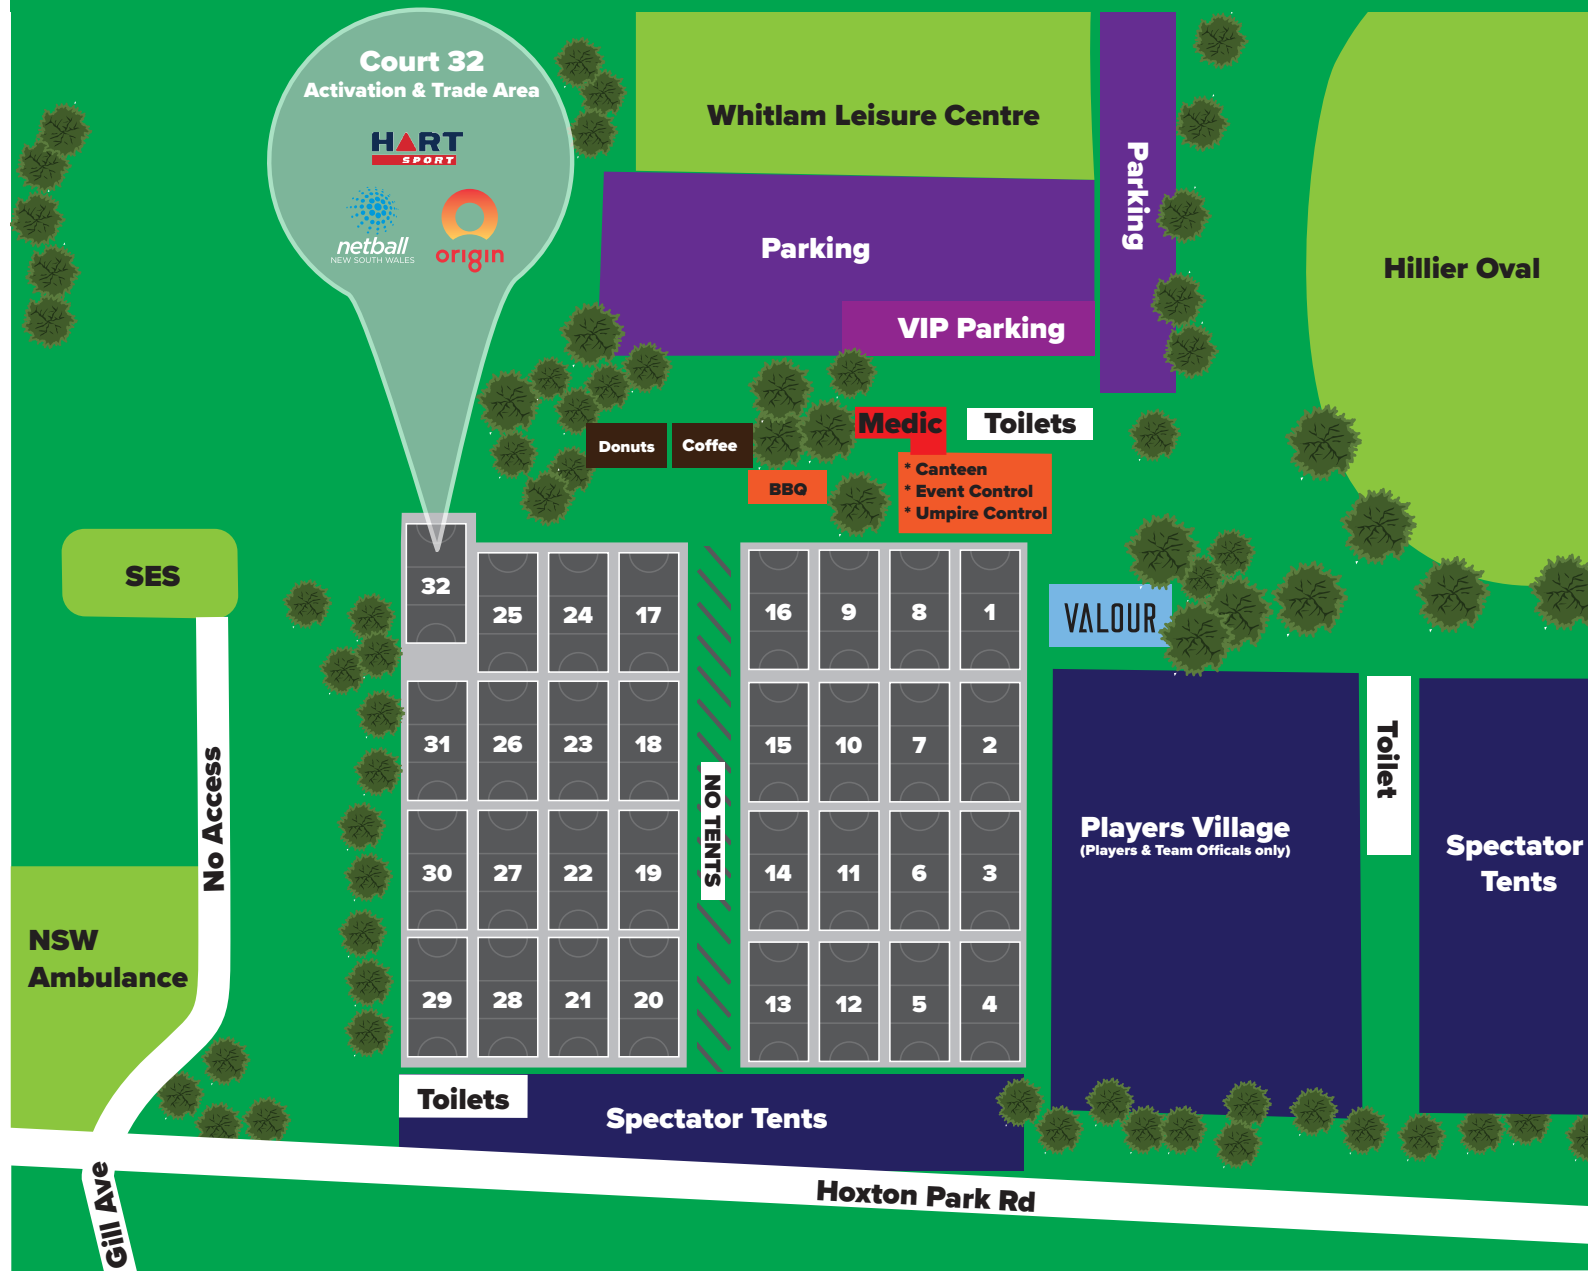 Court 32
Activation & Trade Area
HART
SPORT
netball
NEW SOUTH WALES
origin
Whitlam Leisure Centre
Parking
Parking
VIP Parking
Hillier Oval
Donuts
Coffee
Medic
Toilets
BBQ
* Canteen
* Event Control
* Umpire Control
SES
VALOUR
32
25 24 17
16 9 8 1
31 26 23 18
15 10 7 2
30 27 22 19
14 11 6 3
29 28 21 20
13 12 5 4
NO TENTS
No Access
NSW
Ambulance
Players Village
(Players & Team Officals only)
Toilet
Spectator
Tents
Toilets
Spectator Tents
Hoxton Park Rd
Gill Ave